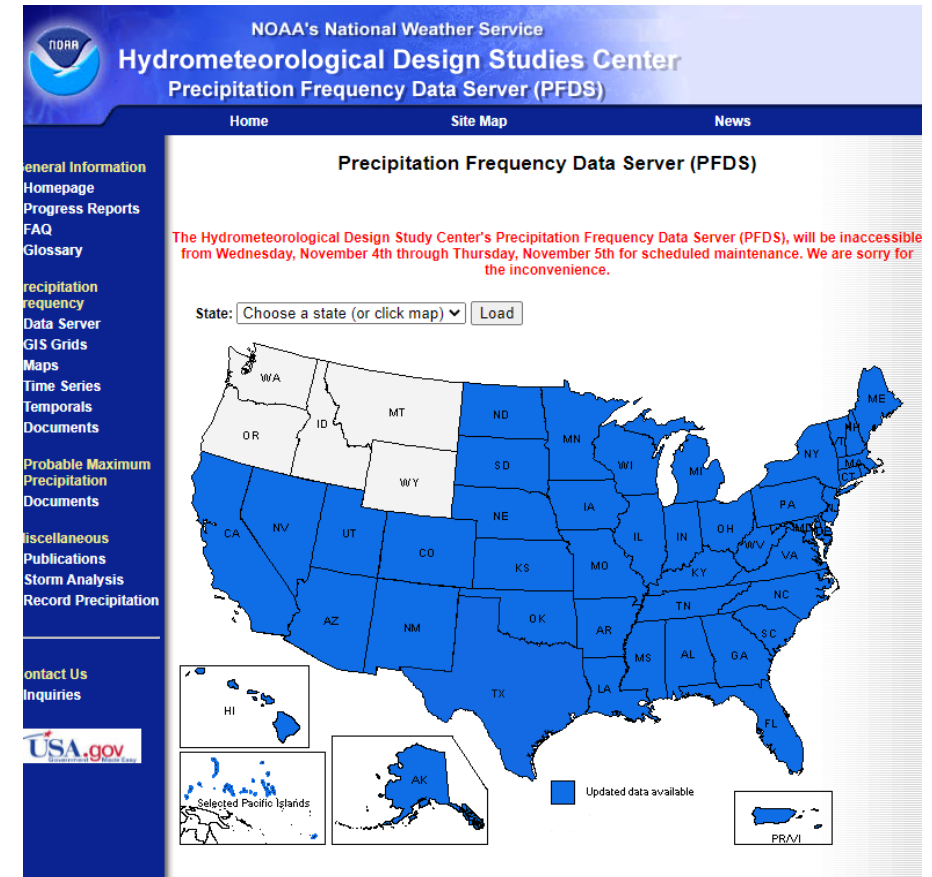 NOAA
NOAA's National Weather Service
Hydrometeorological Design Studies Center
Precipitation Frequency Data Server (PFDS)
Home Site Map News
eneral Information
Homepage
Progress Reports
FAQ
Glossary
recipitation
requency
Data Server
GIS Grids
Maps
Time Series
Temporals
Documents
Probable Maximum
Precipitation
Documents
iscellaneous
Publications
Storm Analysis
Record Precipitation
ontact Us
Inquiries
USA.gov
Government Made Easy
Precipitation Frequency Data Server (PFDS)
The Hydrometeorological Design Study Center's Precipitation Frequency Data Server (PFDS), will be inaccessible
from Wednesday, November 4th through Thursday, November 5th for scheduled maintenance. We are sorry for
the inconvenience.
State: Choose a state (or click map) Load
WA
MT
ND
ME
OR
ID
MN
NH
VT
NY
SD
WI
MI
MA
CT
WY
NE
IA
PA
NJ
CA
NV
UT
CO
IL
IN
OH
WV
MD
DE
VA
KS
MO
KY
AZ
NM
OK
AR
TN
NC
SC
MS
AL
GA
TX
LA
FL
HI
Selected Pacific Islands
AK
Updated data available
PR/VI